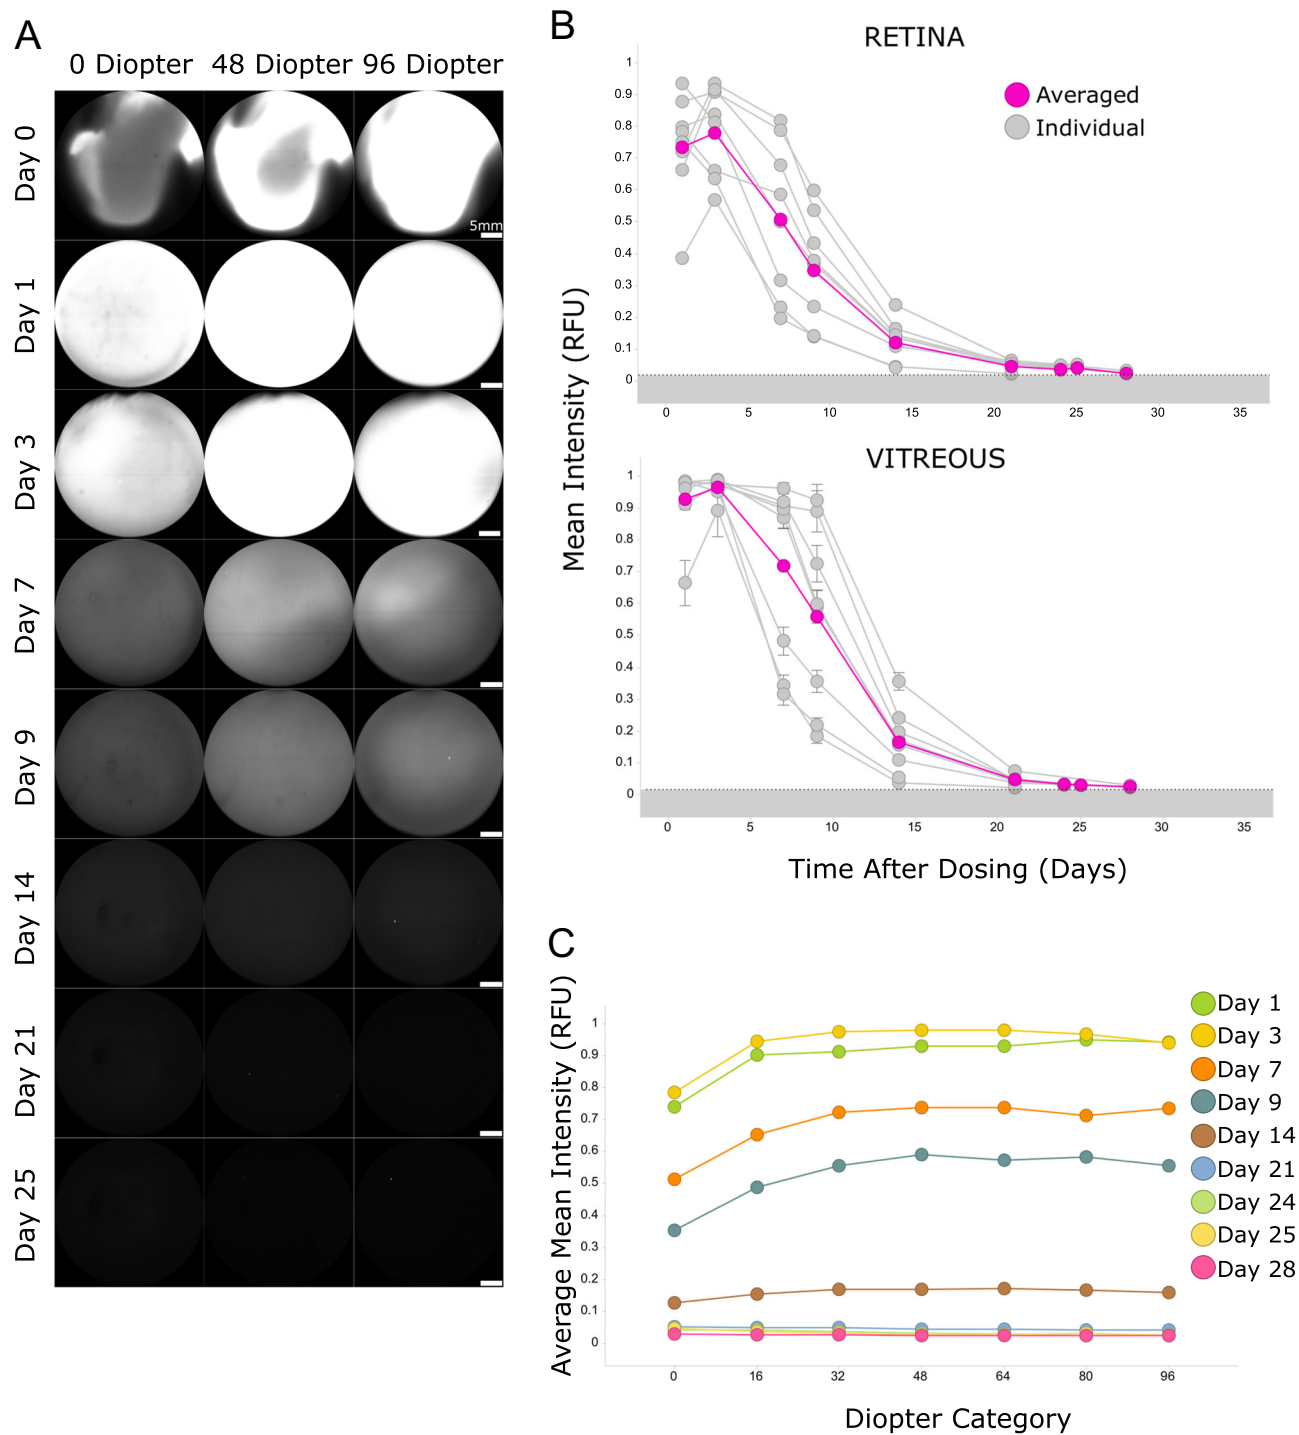 A
0 Diopter 48 Diopter 96 Diopter
Day 0
5mm
Day 1
Day 3
Day 7
Day 9
Day 14
Day 21
Day 25
B
RETINA
Averaged
Individual
1
0.9
0.8
0.7
0.6
0.5
0.4
0.3
0.2
0.1
0
0 5 10 15 20 25 30 35
Mean Intensity (RFU)
VITREOUS
1
0.9
0.8
0.7
0.6
0.5
0.4
0.3
0.2
0.1
0
0 5 10 15 20 25 30 35
Time After Dosing (Days)
C
Average Mean Intensity (RFU)
1
0.9
0.8
0.7
0.6
0.5
0.4
0.3
0.2
0.1
0
0 16 32 48 64 80 96
Diopter Category
Day 1
Day 3
Day 7
Day 9
Day 14
Day 21
Day 24
Day 25
Day 28